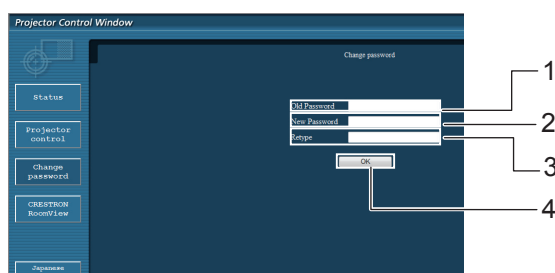 Projector Control Window
Change password
Status
Old Password
1
New Password
2
Projector
control
Retype
3
OK
Change
password
4
CRESTRON
RoomView
Japanese